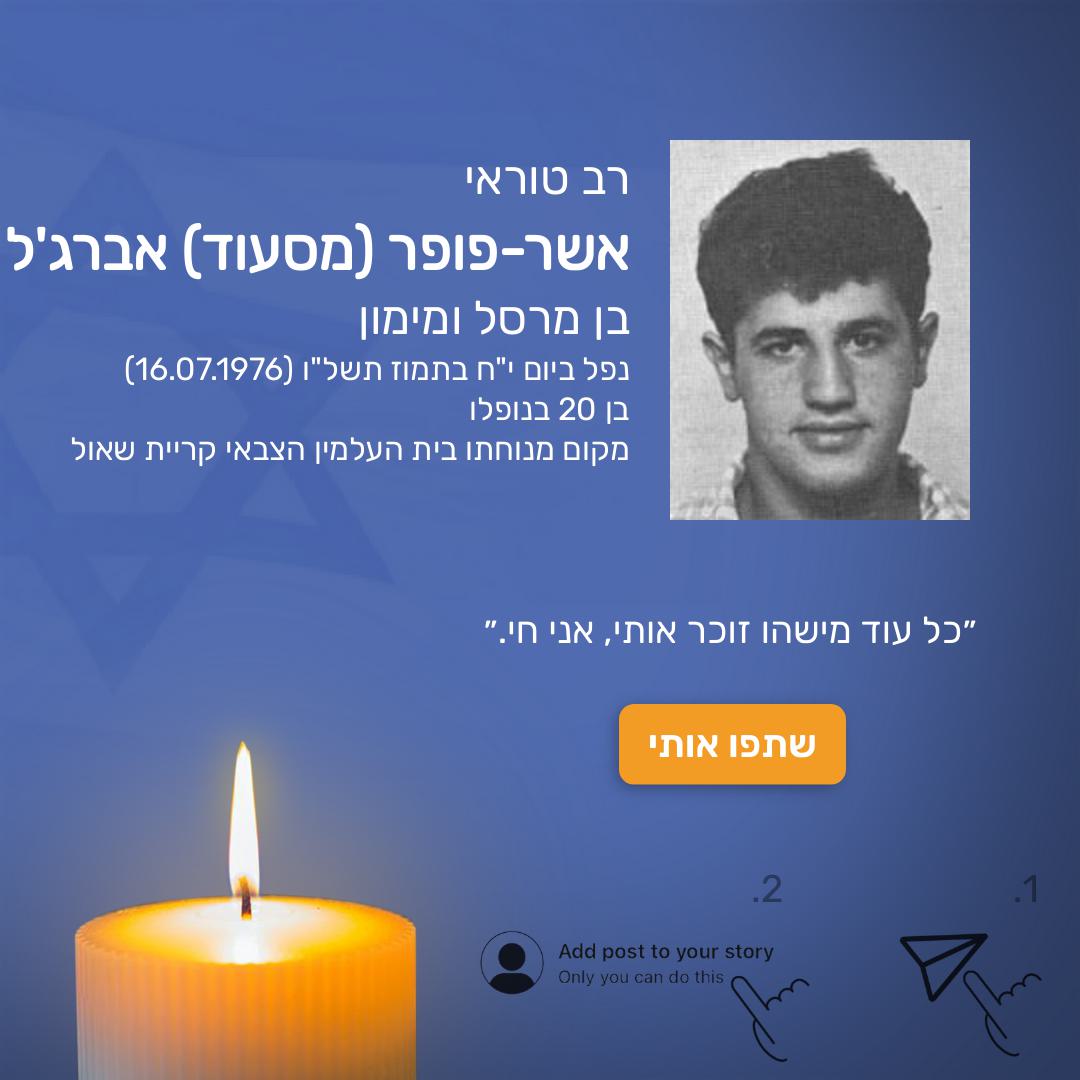 רב טוראי
אשר-פופר (מסעוד) אברג'ל
בן מרסל ומימון
נפל ביום י"ח בתמוז תשל"ו (16.07.1976)
בן 20 בנופלו
מקום מנוחתו בית העלמין הצבאי קריית שאול
״כל עוד מישהו זוכר אותי, אני חי.״
שתפו אותי
.1
.2
Add post to your story
Only you can do this